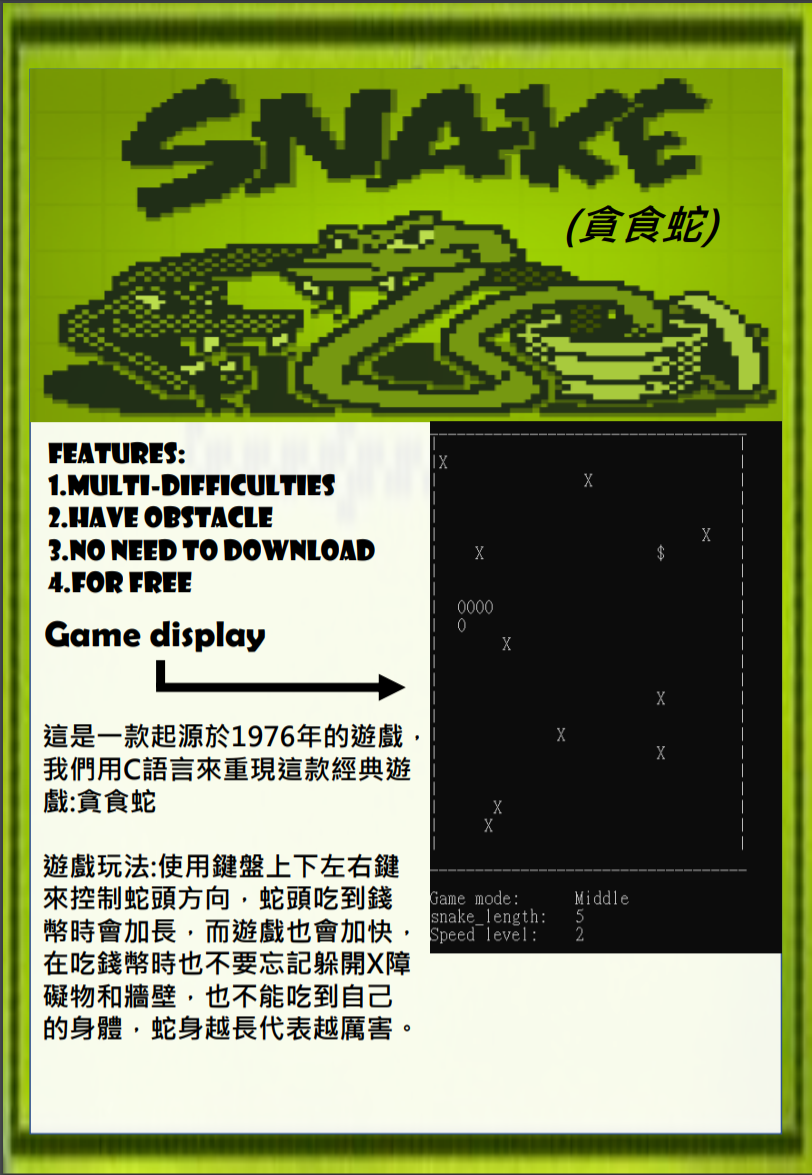 SNAKE
(貪食蛇)
FEATURES:
1.MULTI-DIFFICULTIES
2.HAVE OBSTACLE
3.NO NEED TO DOWNLOAD
4.FOR FREE
Game display
這是一款起源於1976年的遊戲，
我們用C語言來重現這款經典遊
戲:貪食蛇
遊戲玩法:使用鍵盤上下左右鍵
來控制蛇頭方向，蛇頭吃到錢
幣時會加長，而遊戲也會加快，
在吃錢幣時也不要忘記躲開X障
礙物和牆壁，也不能吃到自己
的身體，蛇身越長代表越厲害。
X
X
X
X $
OOOO
O
X
X
X
X
X
X
Game mode: Middle
snake_length: 5
Speed level: 2